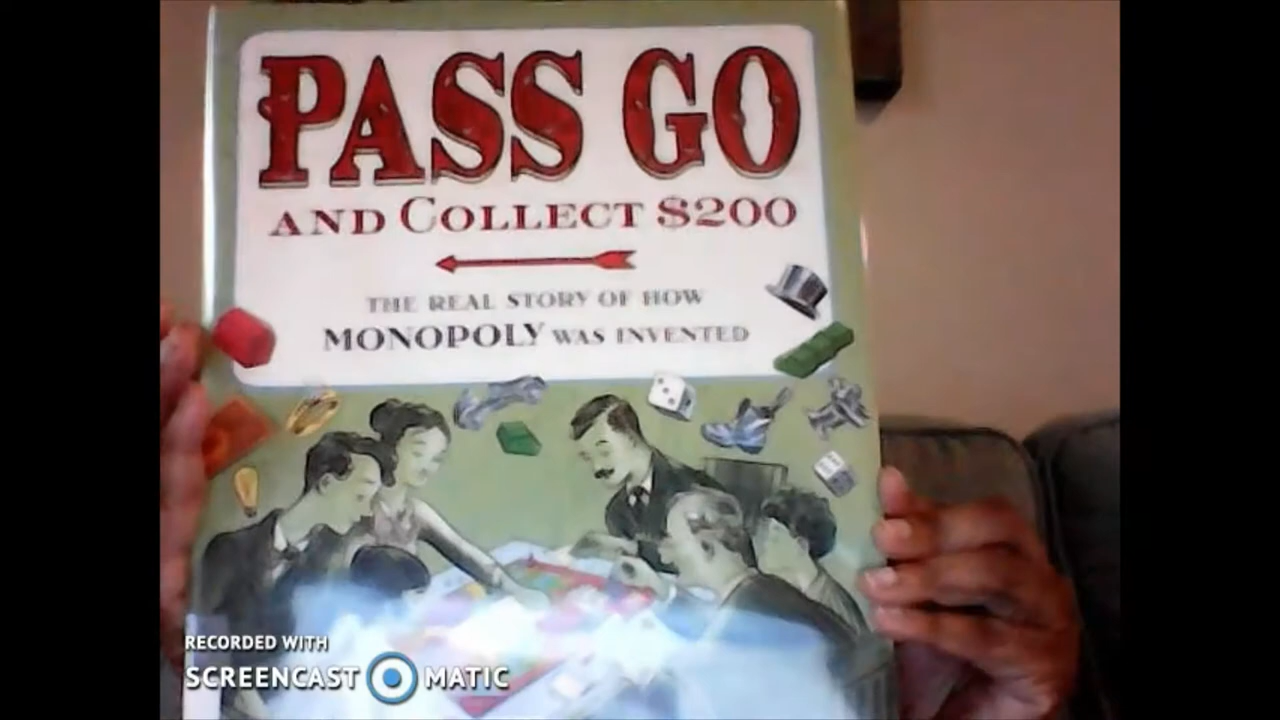 PASS GO
AND COLLECT $200
THE REAL STORY OF HOW
MONOPOLY WAS INVENTED
RECORDED WITH
SCREENCAST MATIC